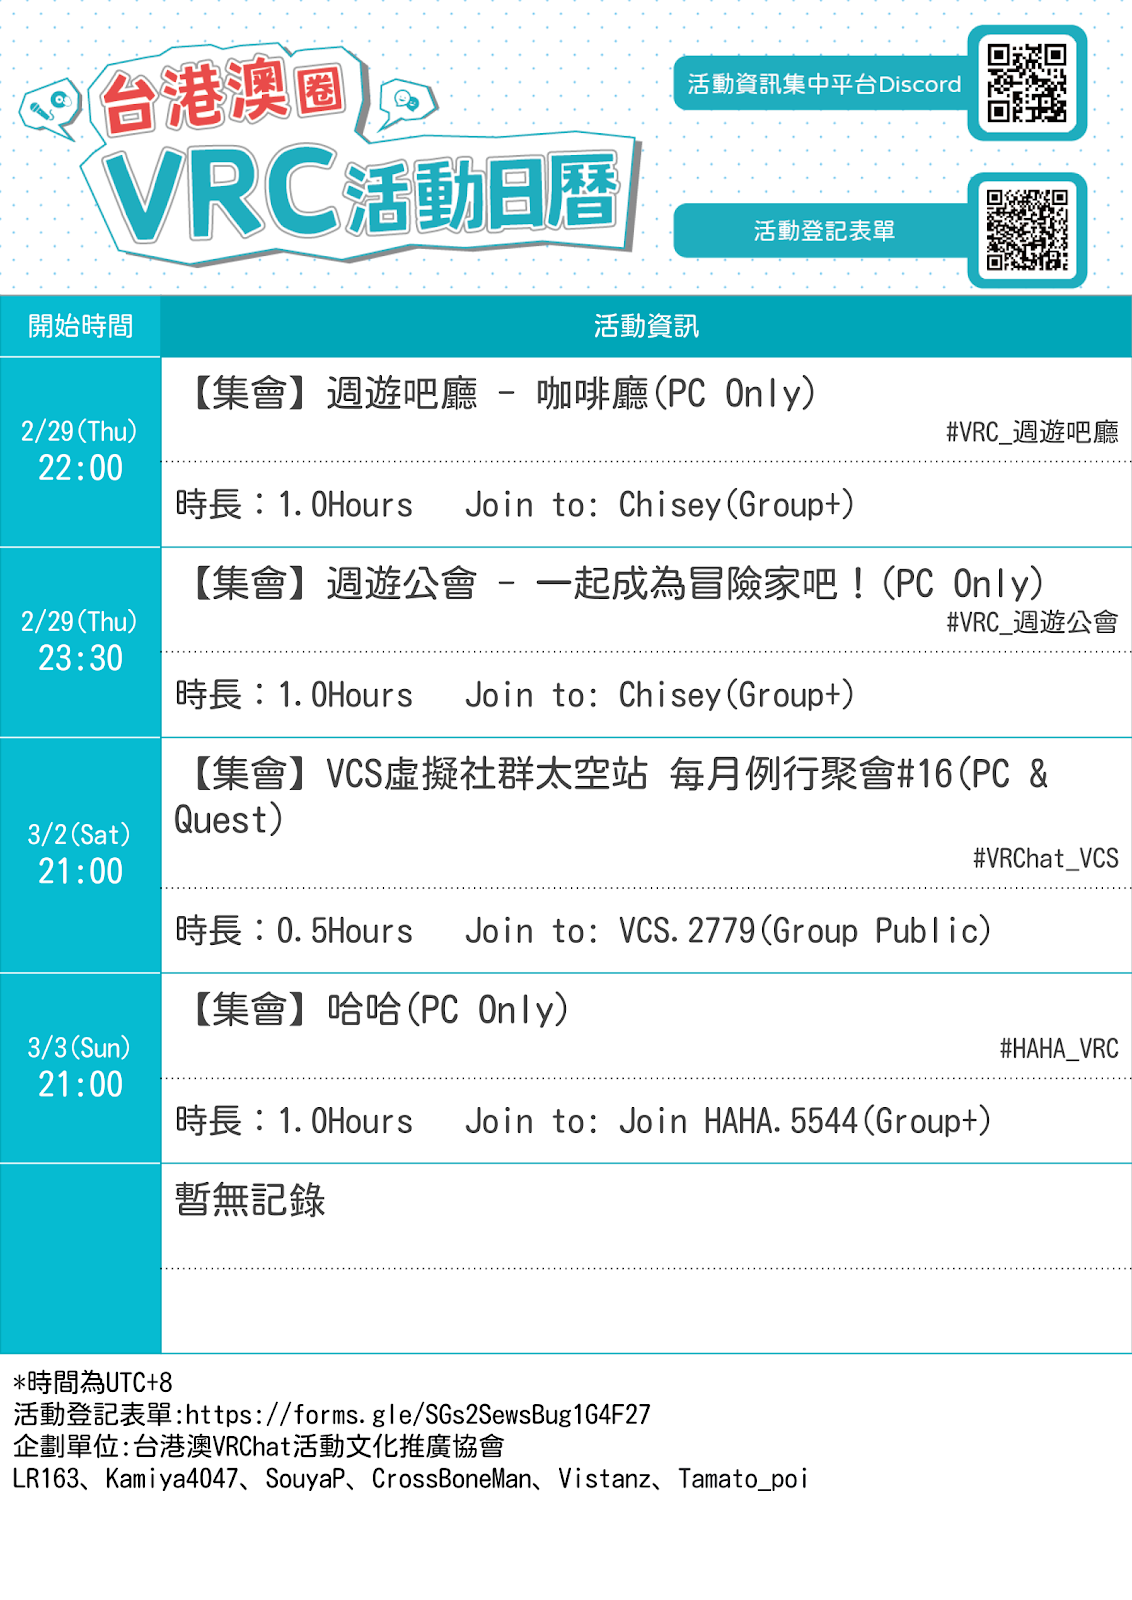 台港澳圈
VRC活動日曆
活動資訊集中平台Discord
活動登記表單
開始時間
活動資訊
2/29(Thu)
22:00
【集會】週遊吧廳 - 咖啡廳(PC Only)
#VRC_週遊吧廳
時長：1.0Hours Join to: Chisey(Group+)
2/29(Thu)
23:30
【集會】週遊公會 - 一起成為冒險家吧！(PC Only)
#VRC_週遊公會
時長：1.0Hours Join to: Chisey(Group+)
3/2(Sat)
21:00
【集會】VCS虛擬社群太空站 每月例行聚會#16(PC &
Quest)
#VRChat_VCS
時長：0.5Hours Join to: VCS.2779(Group Public)
3/3(Sun)
21:00
【集會】哈哈(PC Only)
#HAHA_VRC
時長：1.0Hours Join to: Join HAHA.5544(Group+)
暫無記錄
*時間為UTC+8
活動登記表單:https://forms.gle/SGs2SewsBug1G4F27
企劃單位:台港澳VRChat活動文化推廣協會
LR163、Kamiya4047、SouyaP、CrossBoneMan、Vistanz、Tamato_poi